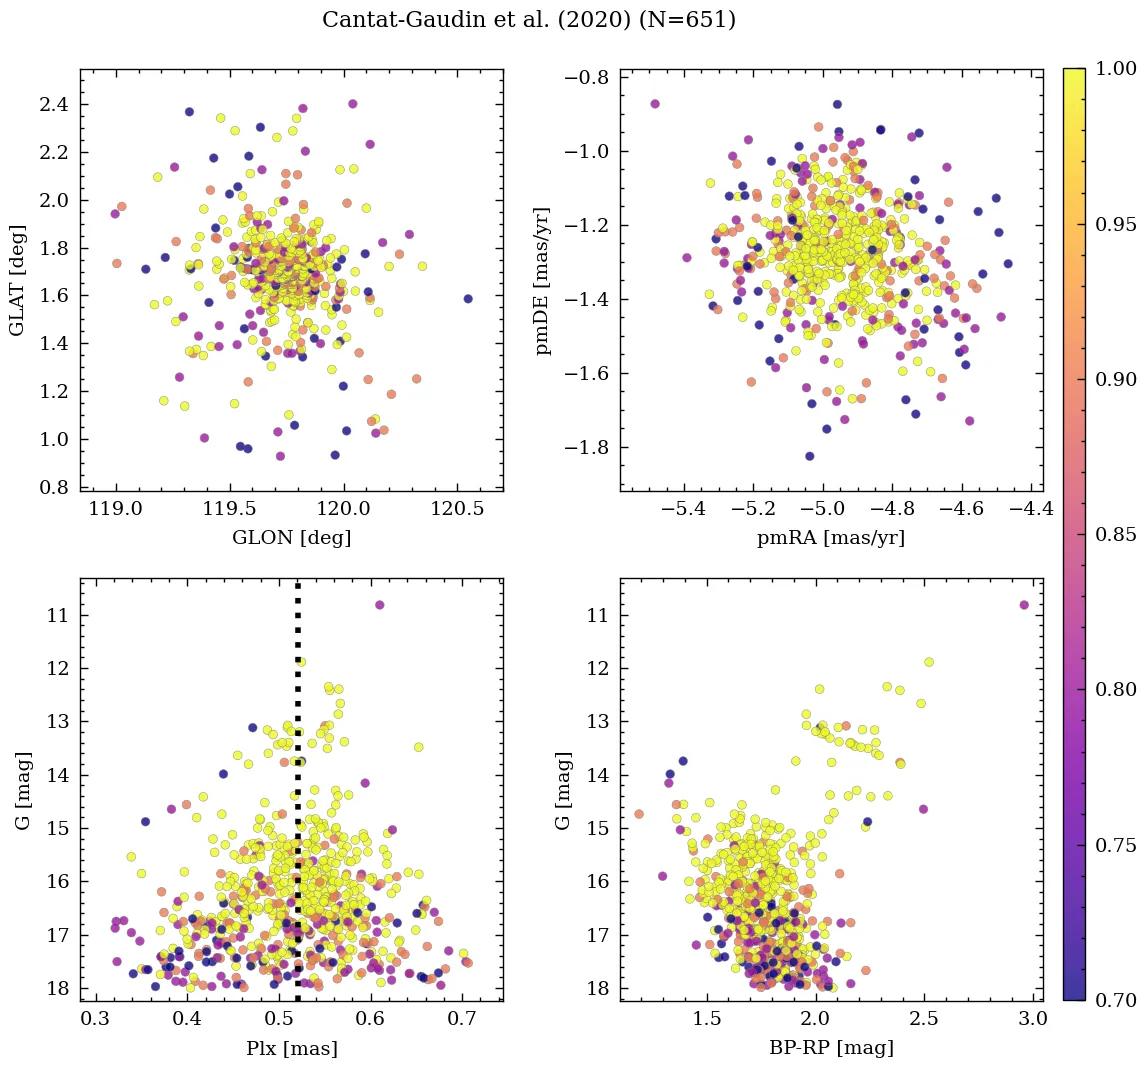 Cantat-Gaudin et al. (2020) (N=651)
2.4
2.2
2.0
1.8
1.6
1.4
1.2
1.0
0.8
GLAT [deg]
119.0 119.5 120.0 120.5
GLON [deg]
−0.8
−1.0
−1.2
−1.4
−1.6
−1.8
pmDE [mas/yr]
−5.4 −5.2 −5.0 −4.8 −4.6 −4.4
pmRA [mas/yr]
11
12
13
14
15
16
17
18
G [mag]
0.3 0.4 0.5 0.6 0.7
Plx [mas]
11
12
13
14
15
16
17
18
G [mag]
1.5 2.0 2.5 3.0
BP-RP [mag]
1.00
0.95
0.90
0.85
0.80
0.75
0.70